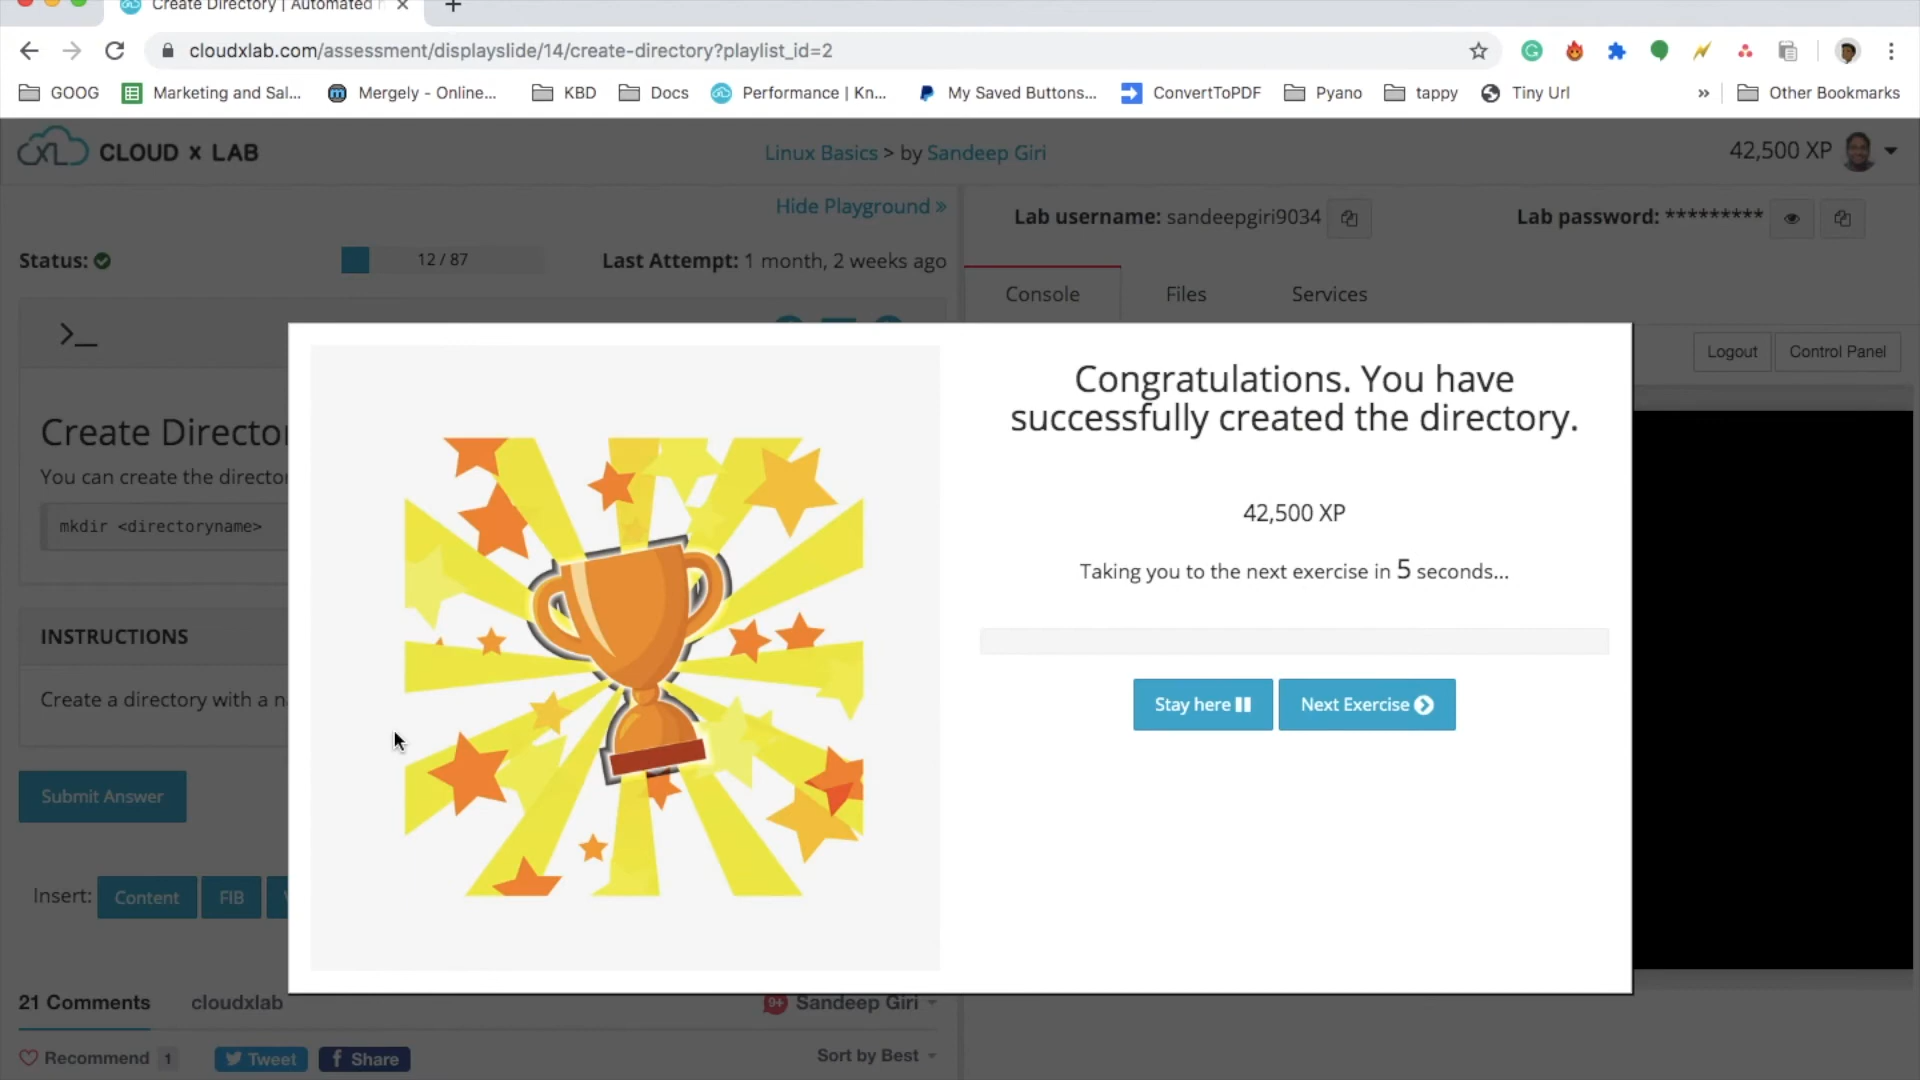 Create Directory | Automated
cloudxlab.com/assessment/displayslide/14/create-directory?playlist_id=2
GOOG
Marketing and Sal...
Mergely - Online...
KBD
Docs
Performance | Kn...
My Saved Buttons...
ConvertToPDF
Pyano
tappy
Tiny Url
»
Other Bookmarks
CLOUD x LAB
Linux Basics > by Sandeep Giri
42,500 XP
Hide Playground »
Lab username: sandeepgiri9034
Lab password: *********
Status:
12 / 87
Last Attempt: 1 month, 2 weeks ago
Console
Files
Services
>_
Logout
Control Panel
Congratulations. You have
successfully created the directory.
Create Director
You can create the director
mkdir <directoryname>
42,500 XP
Taking you to the next exercise in 5 seconds...
INSTRUCTIONS
Create a directory with a n
Stay here
Next Exercise
Submit Answer
Insert:
Content
FIB
21 Comments
cloudxlab
9+
Sandeep Giri
Recommend 1
Tweet
f Share
Sort by Best